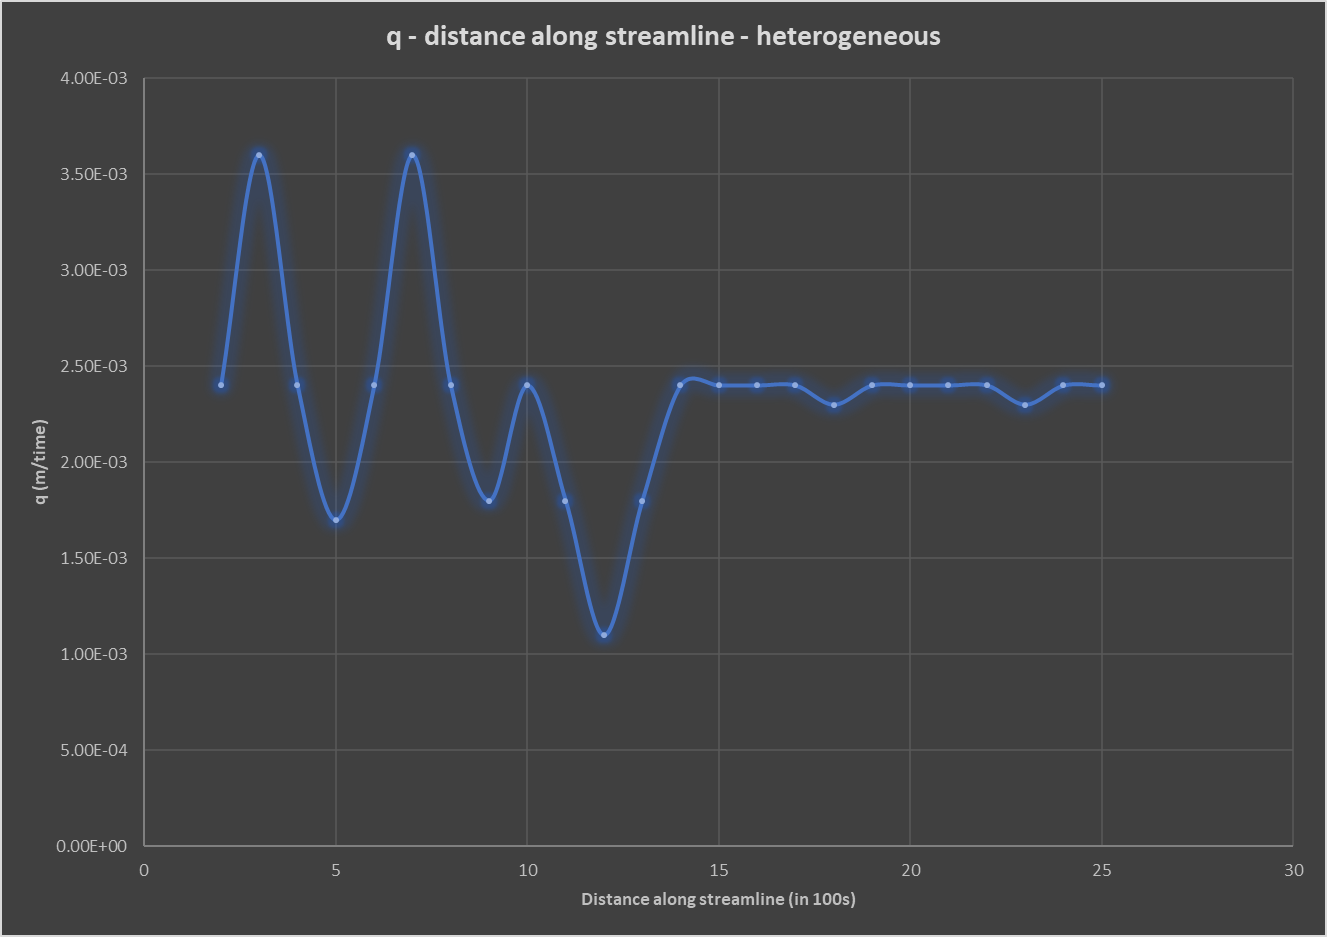 q - distance along streamline - heterogeneous
4.00E-03
3.50E-03
3.00E-03
2.50E-03
2.00E-03
1.50E-03
1.00E-03
5.00E-04
0.00E+00
q (m/time)
0 5 10 15 20 25 30
Distance along streamline (in 100s)